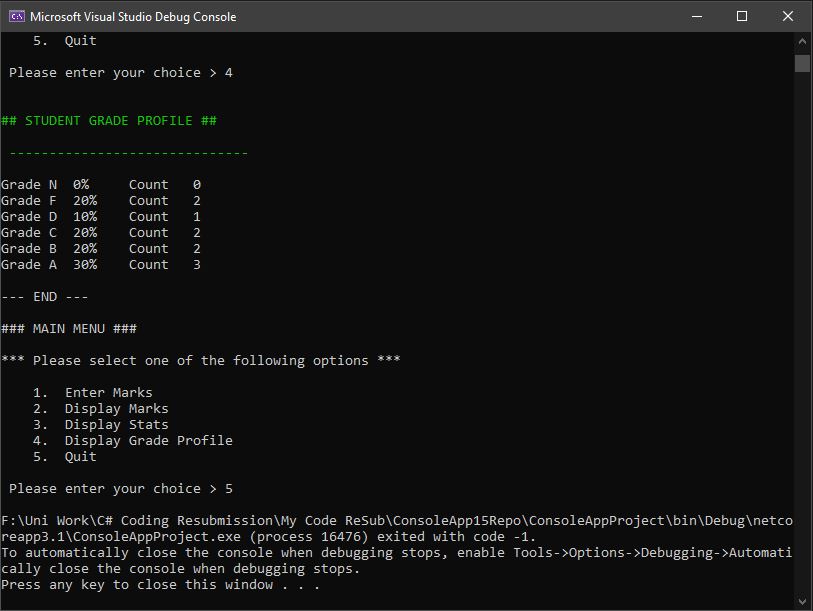 Microsoft Visual Studio Debug Console
5. Quit
Please enter your choice > 4
## STUDENT GRADE PROFILE ##
------------------------------
Grade N 0% Count 0
Grade F 20% Count 2
Grade D 10% Count 1
Grade C 20% Count 2
Grade B 20% Count 2
Grade A 30% Count 3
--- END ---
### MAIN MENU ###
*** Please select one of the following options ***
1. Enter Marks
2. Display Marks
3. Display Stats
4. Display Grade Profile
5. Quit
Please enter your choice > 5
F:\Uni Work\C# Coding Resubmission\My Code ReSub\ConsoleApp15Repo\ConsoleAppProject\bin\Debug\netco
reapp3.1\ConsoleAppProject.exe (process 16476) exited with code -1.
To automatically close the console when debugging stops, enable Tools->Options->Debugging->Automati
cally close the console when debugging stops.
Press any key to close this window . . .